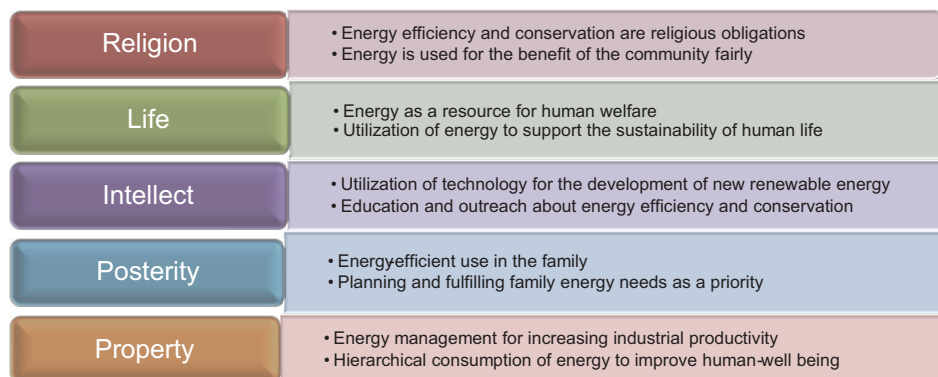 Religion
• Energy efficiency and conservation are religious obligations
• Energy is used for the benefit of the community fairly
Life
• Energy as a resource for human welfare
• Utilization of energy to support the sustainability of human life
Intellect
• Utilization of technology for the development of new renewable energy
• Education and outreach about energy efficiency and conservation
Posterity
• Energy-efficient use in the family
• Planning and fulfilling family energy needs as a priority
Property
• Energy management for increasing industrial productivity
• Hierarchical consumption of energy to improve human-well being